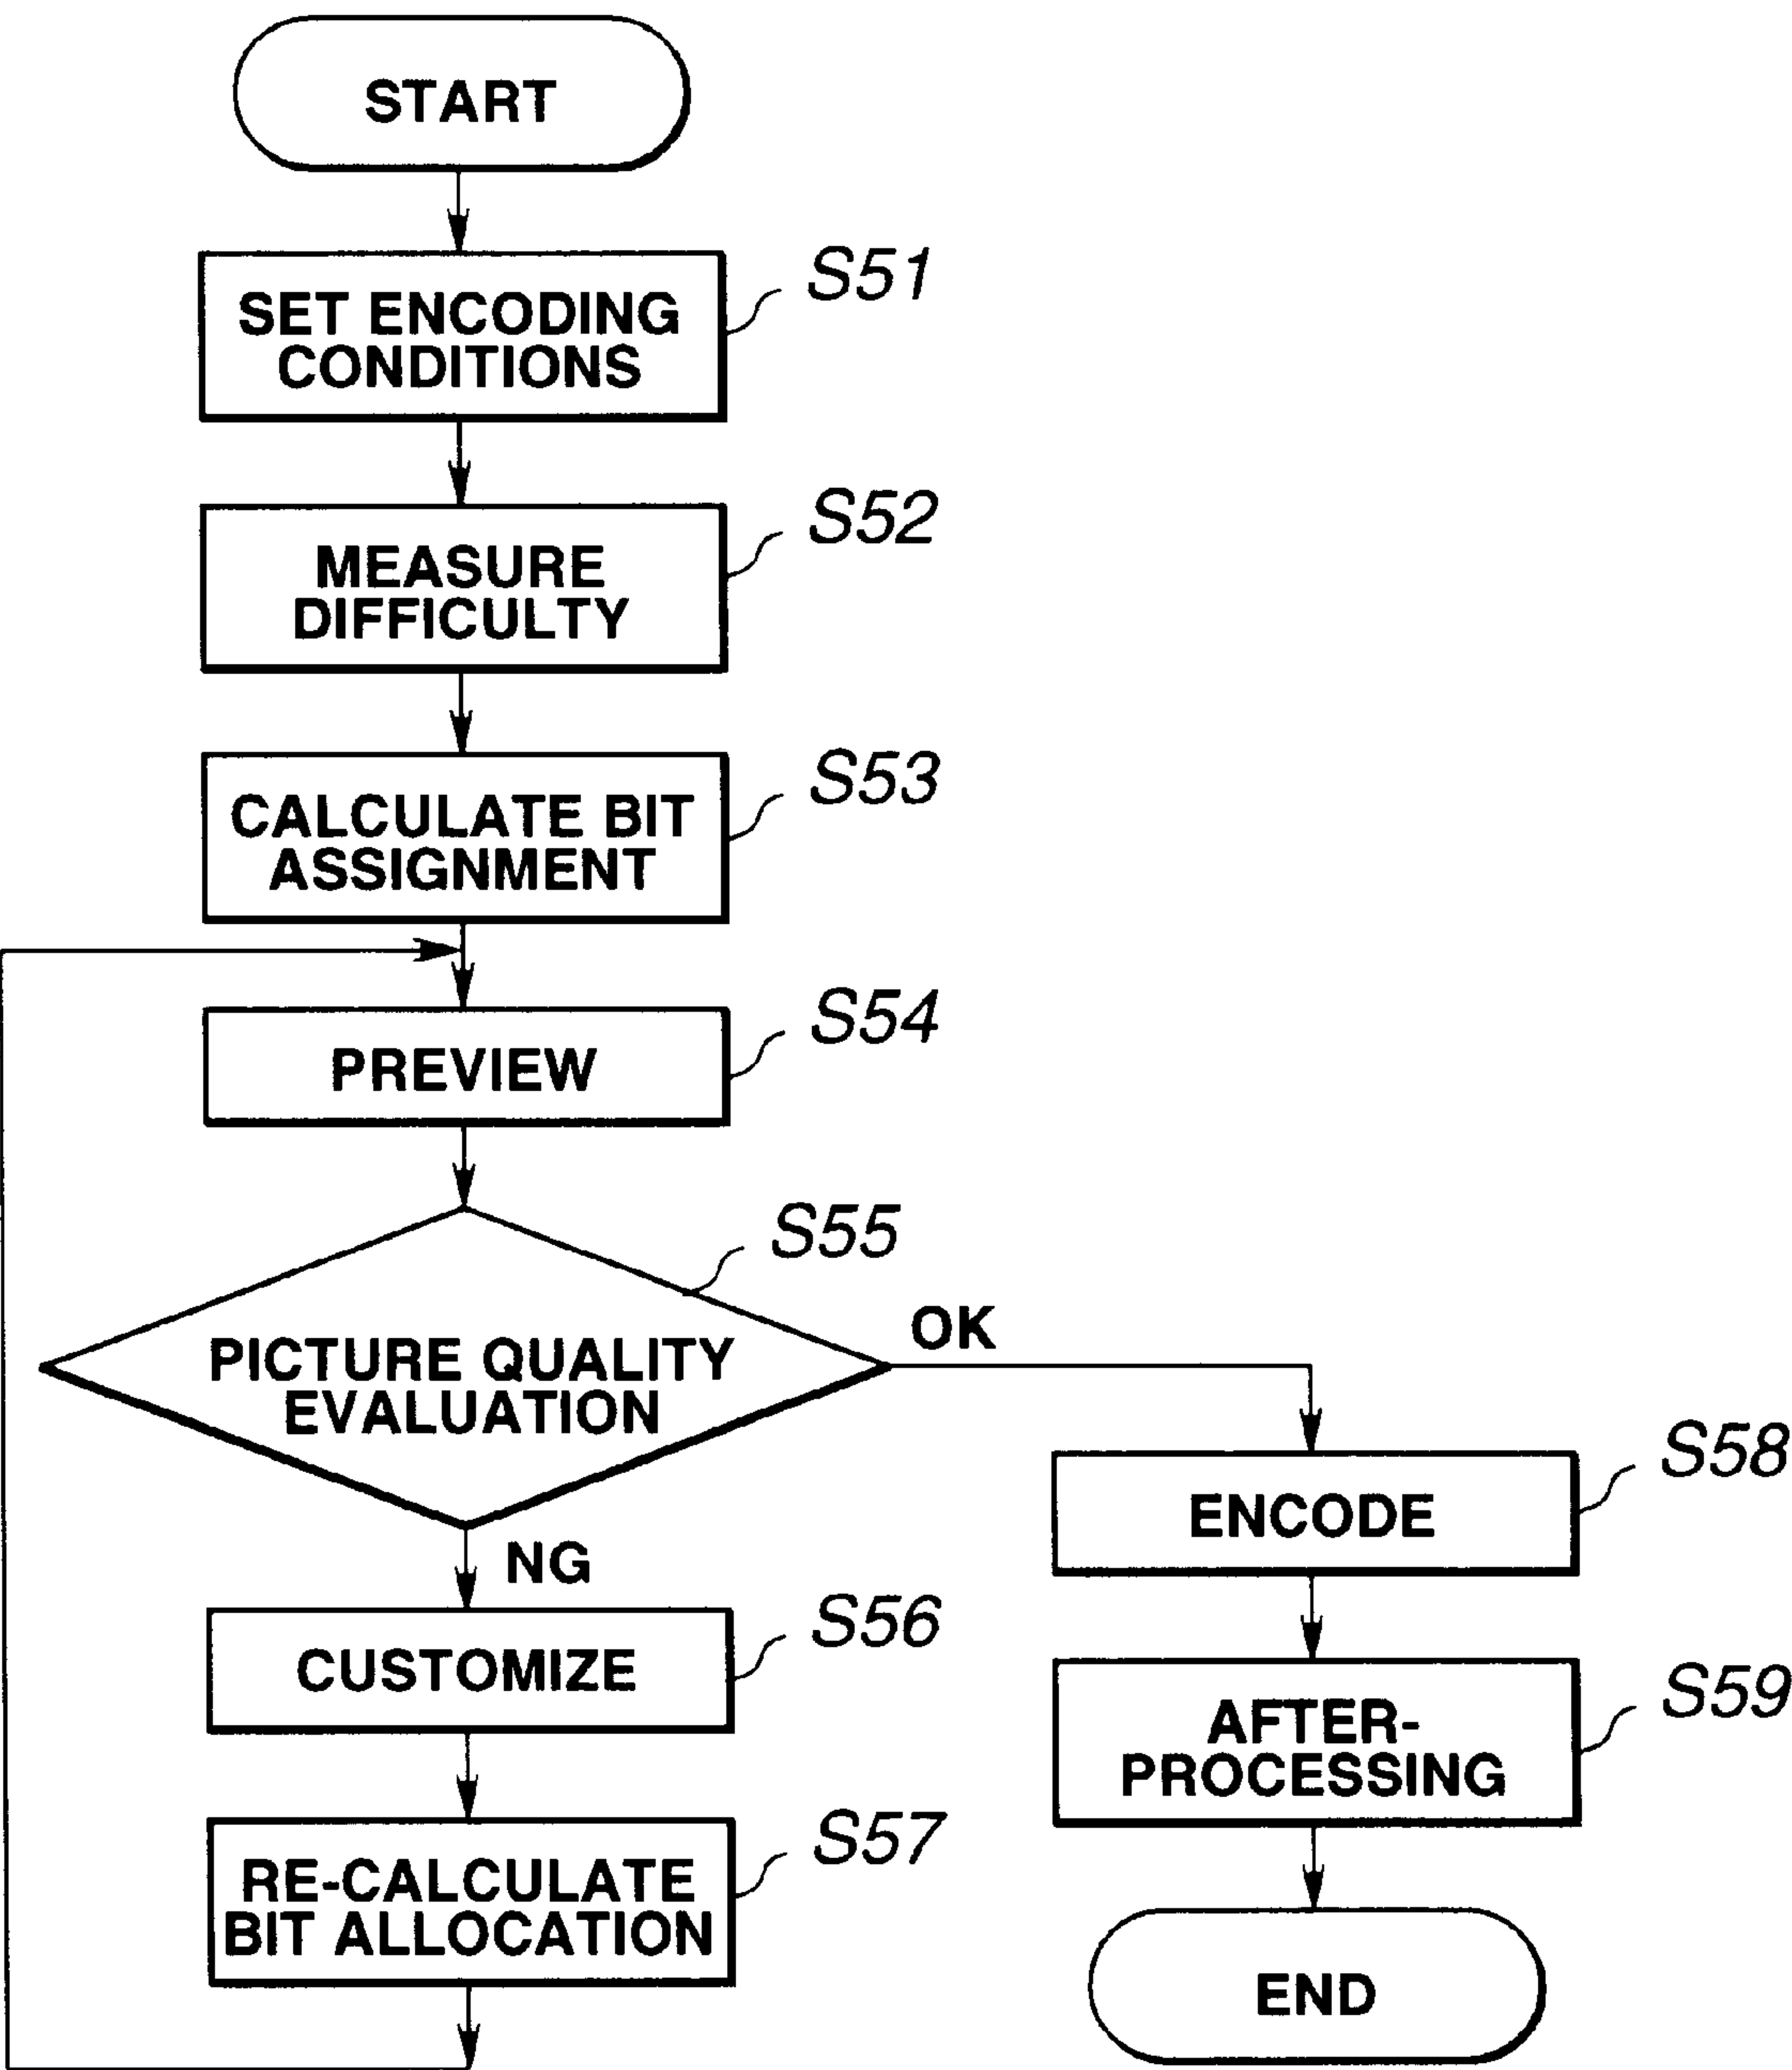 START
S51
SET ENCODING
CONDITIONS
S52
MEASURE
DIFFICULTY
S53
CALCULATE BIT
ASSIGNMENT
S54
PREVIEW
S55
PICTURE QUALITY
EVALUATION
OK
NG
S56
CUSTOMIZE
S57
RE-CALCULATE
BIT ALLOCATION
S58
ENCODE
S59
AFTER-
PROCESSING
END